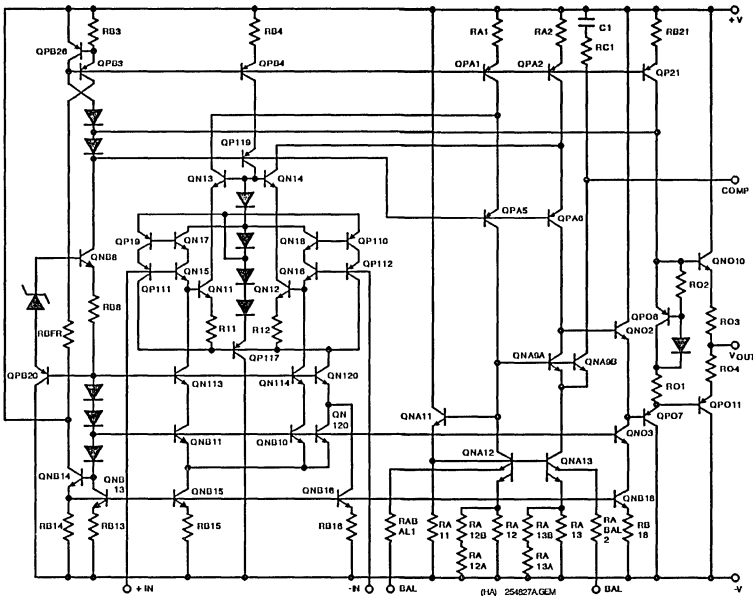 RB3
RB4
RA1
RA2
C1
RC1
RB21
+V
QPB26
QPB3
QPB4
QPA1
QPA2
QP21
QP119
QN13
QN14
COMP
QPA5
QPA6
QP19
QN17
QN18
QP110
QNB8
QP111
QN15
QN16
QP112
QN11
QN12
QNO10
RO2
RB8
R11
R12
QPO6
QNO2
RO3
RBFR
QP117
QNA9A
QNA9B
VOUT
RO4
QPB20
QN113
QN114
QN120
RO1
QNA11
QPO7
QPO11
QNB11
QNB10
QN
120
QNO3
QNA12
QNA13
QNB14
QNB
13
QNB15
QNB16
QNB18
RB14
RB13
RB15
RB16
RAB
AL1
RA
11
RA
12B
RA
12
RA
13B
RA
13
RA
BAL
2
RB
18
RA
12A
RA
13A
+IN
-IN
BAL
(HA) 254827A.GEM
BAL
-V